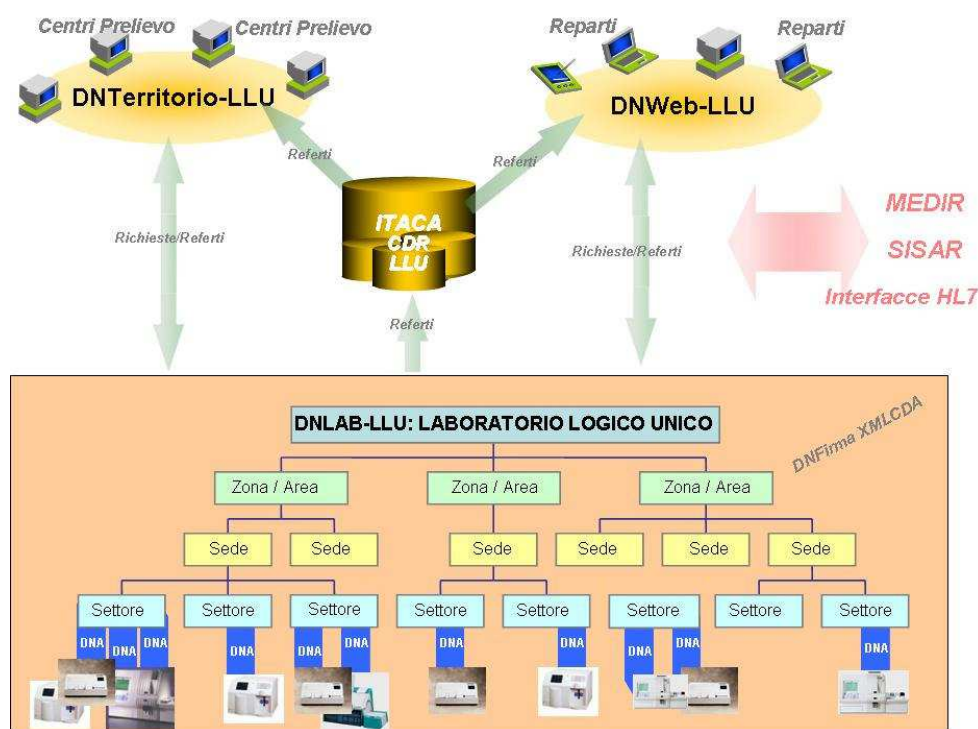 Centri Prelievo
Centri Prelievo
DNTerritorio-LLU
Reparti
Reparti
DNWeb-LLU
Referti
Referti
ITACA
CDR
LLU
Richieste/Referti
Referti
Richieste/Referti
MEDIR
SISAR
Interfacce HL7
DNLAB-LLU: LABORATORIO LOGICO UNICO
DNFirma XMLCDA
Zona / Area
Zona / Area
Zona / Area
Sede
Sede
Sede
Sede
Sede
Sede
Settore
Settore
Settore
Settore
Settore
Settore
Settore
Settore
DNA
DNA
DNA
DNA
DNA
DNA
DNA
DNA
DNA
DNA
DNA